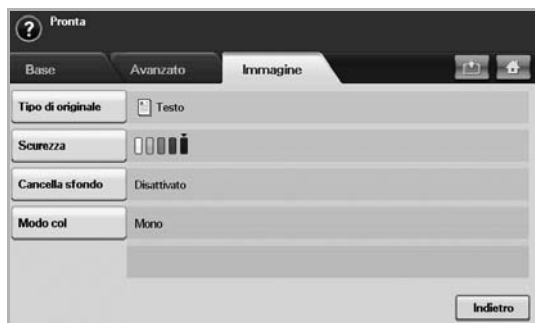 ? Pronta
Base Avanzato Immagine
Tipo di originale Testo
Scurezza
Cancella sfondo Disattivato
Modo col Mono
Indietro